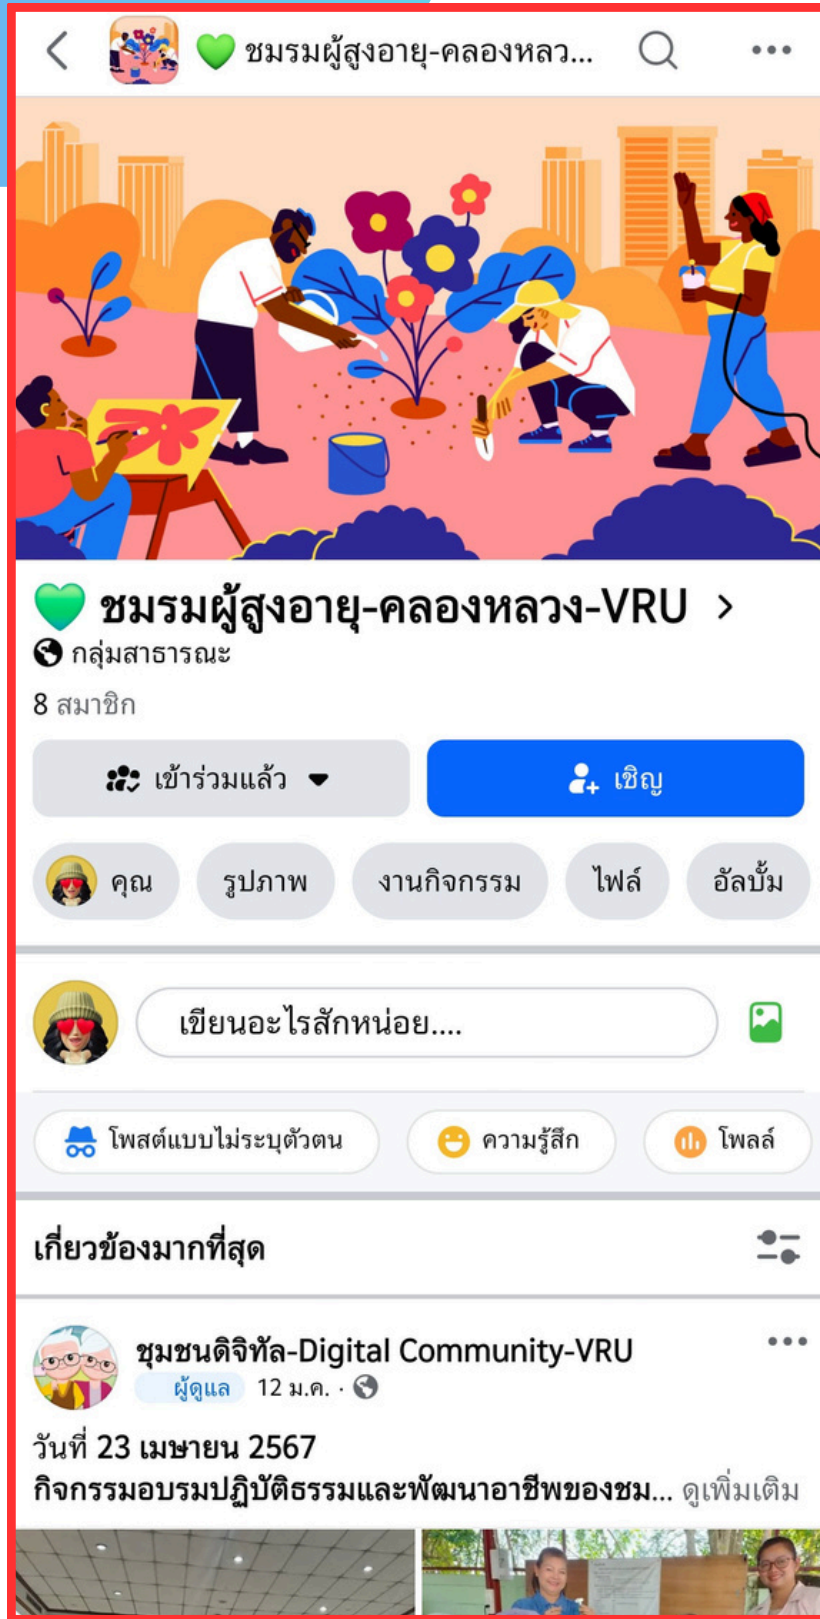 💚 ชมรมผู้สูงอายุ-คลองหลว...
💚 ชมรมผู้สูงอายุ-คลองหลวง-VRU >
กลุ่มสาธารณะ
8 สมาชิก
เข้าร่วมแล้ว
เชิญ
คุณ รูปภาพ งานกิจกรรม ไฟล์ อัลบั้ม
เขียนอะไรสักหน่อย....
โพสต์แบบไม่ระบุตัวตน ความรู้สึก โพลล์
เกี่ยวข้องมากที่สุด
ชุมชนดิจิทัล-Digital Community-VRU
ผู้ดูแล 12 ม.ค. ·
วันที่ 23 เมษายน 2567
กิจกรรมอบรมปฏิบัติธรรมและพัฒนาอาชีพของชม... ดูเพิ่มเติม